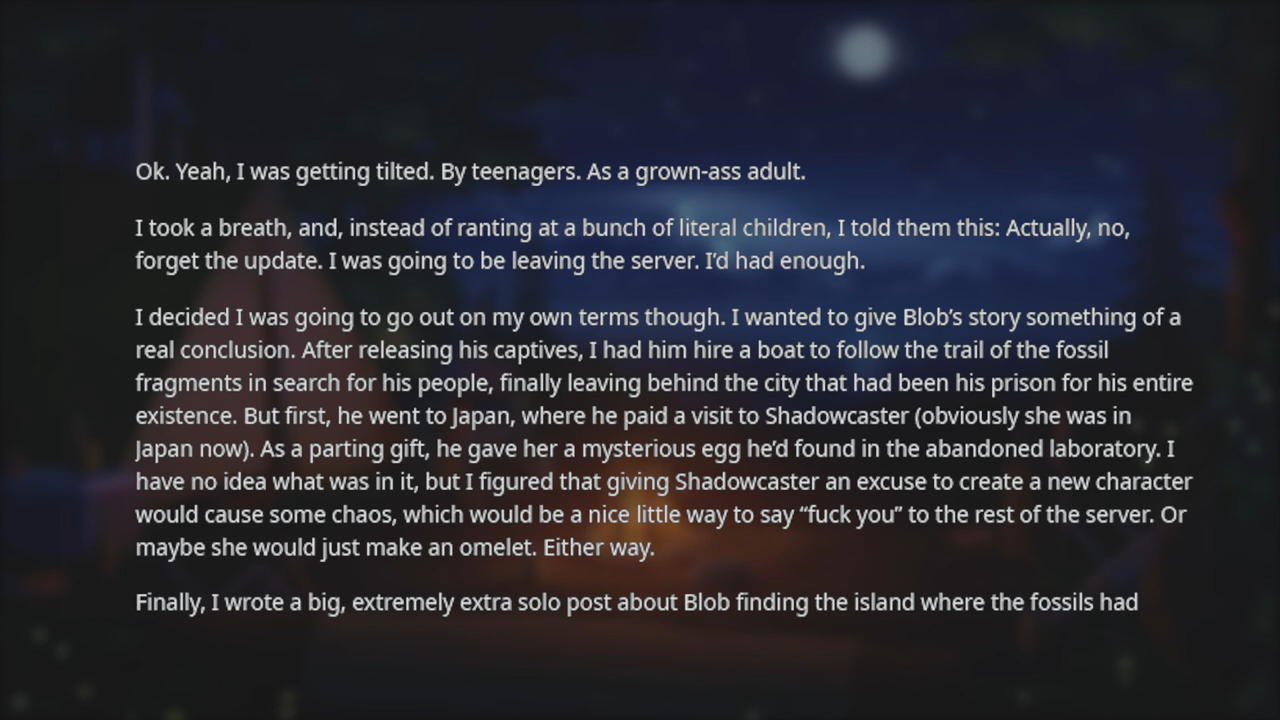 Ok. Yeah, I was getting tilted. By teenagers. As a grown-ass adult.
I took a breath, and, instead of ranting at a bunch of literal children, I told them this: Actually, no,
forget the update. I was going to be leaving the server. I’d had enough.
I decided I was going to go out on my own terms though. I wanted to give Blob’s story something of a
real conclusion. After releasing his captives, I had him hire a boat to follow the trail of the fossil
fragments in search for his people, finally leaving behind the city that had been his prison for his entire
existence. But first, he went to Japan, where he paid a visit to Shadowcaster (obviously she was in
Japan now). As a parting gift, he gave her a mysterious egg he’d found in the abandoned laboratory. I
have no idea what was in it, but I figured that giving Shadowcaster an excuse to create a new character
would cause some chaos, which would be a nice little way to say “fuck you” to the rest of the server. Or
maybe she would just make an omelet. Either way.
Finally, I wrote a big, extremely extra solo post about Blob finding the island where the fossils had